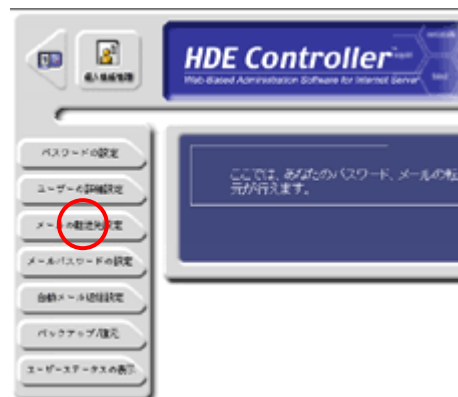 個人情報管理
HDE Controller
Web-Based Administration Software for Internet Server
パスワードの設定
ユーザーの詳細設定
メールの転送先設定
メールパスワードの設定
自動メール返信設定
バックアップ/復元
ユーザーステータスの表示
ここでは、あなたのパスワード、メールの転
元が行えます。